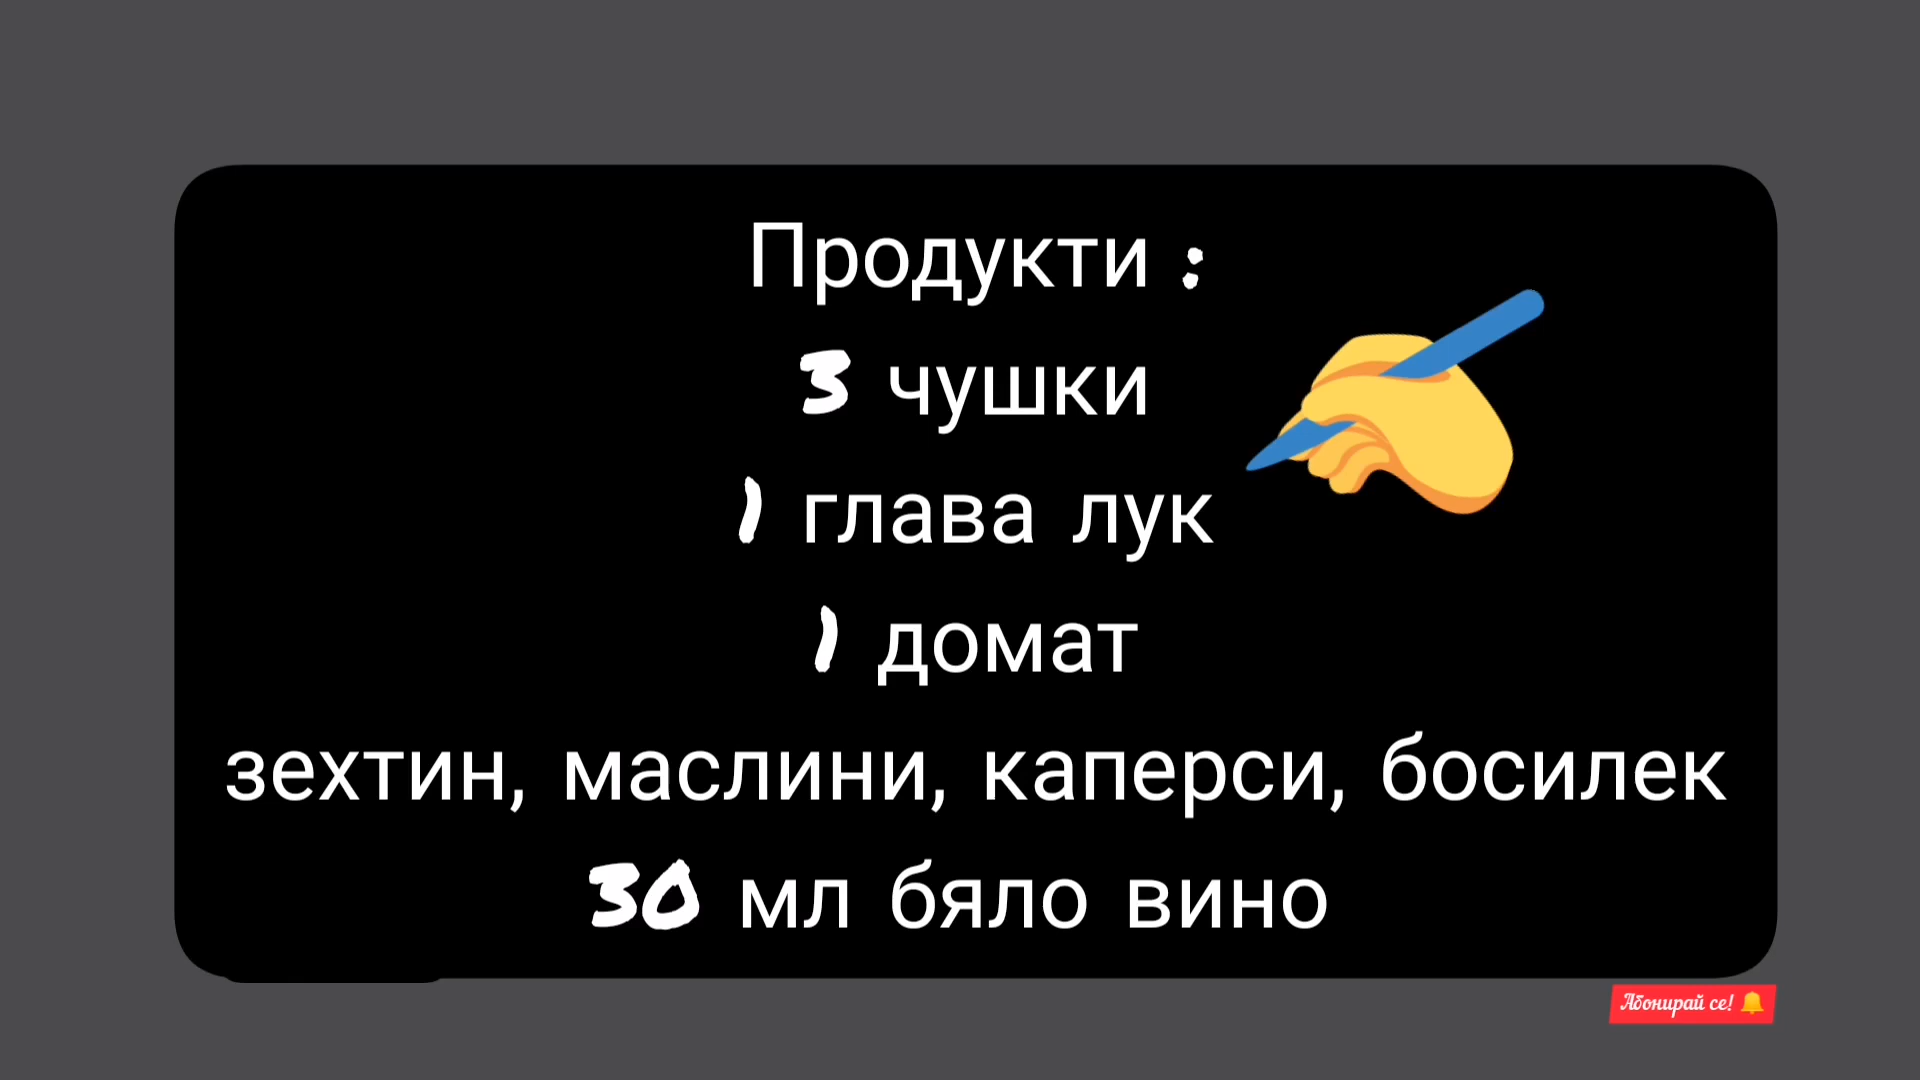 Продукти :
3 чушки
1 глава лук
1 домат
зехтин, маслини, каперси, босилек
30 мл бяло вино
Абонирай се!